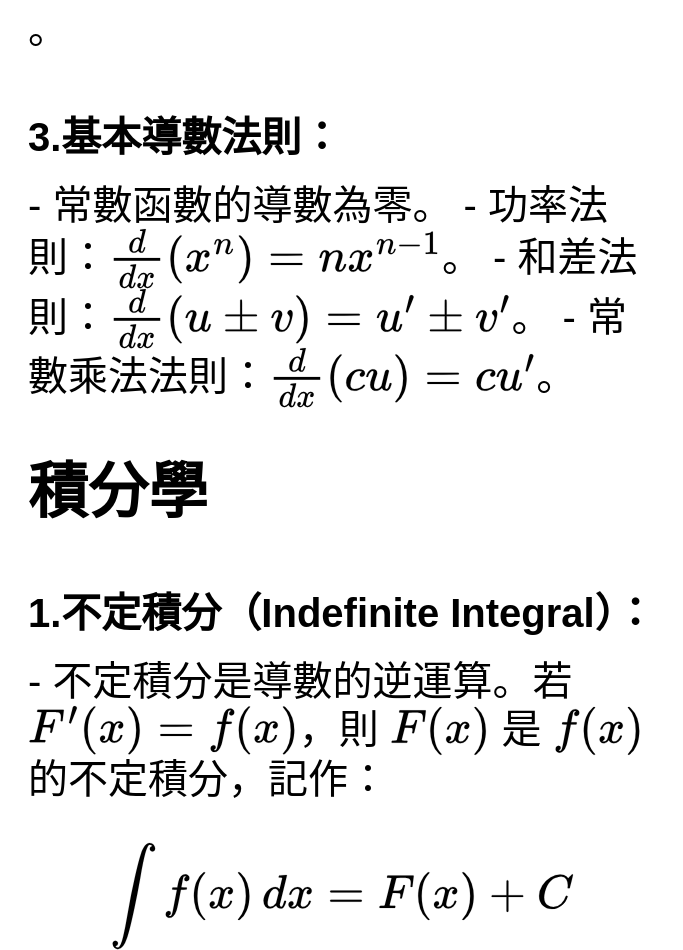 。
3.基本導數法則：
- 常數函數的導數為零。 - 功率法
則：$\frac{d}{dx}(x^n) = nx^{n-1}$。 - 和差法
則：$\frac{d}{dx}(u \pm v) = u' \pm v'$。 - 常
數乘法法則：$\frac{d}{dx}(cu) = cu'$。
積分學
1.不定積分（Indefinite Integral）：
- 不定積分是導數的逆運算。若
$F'(x) = f(x)$，則 $F(x)$ 是 $f(x)$
的不定積分，記作：
$\int f(x)\,dx = F(x) + C$